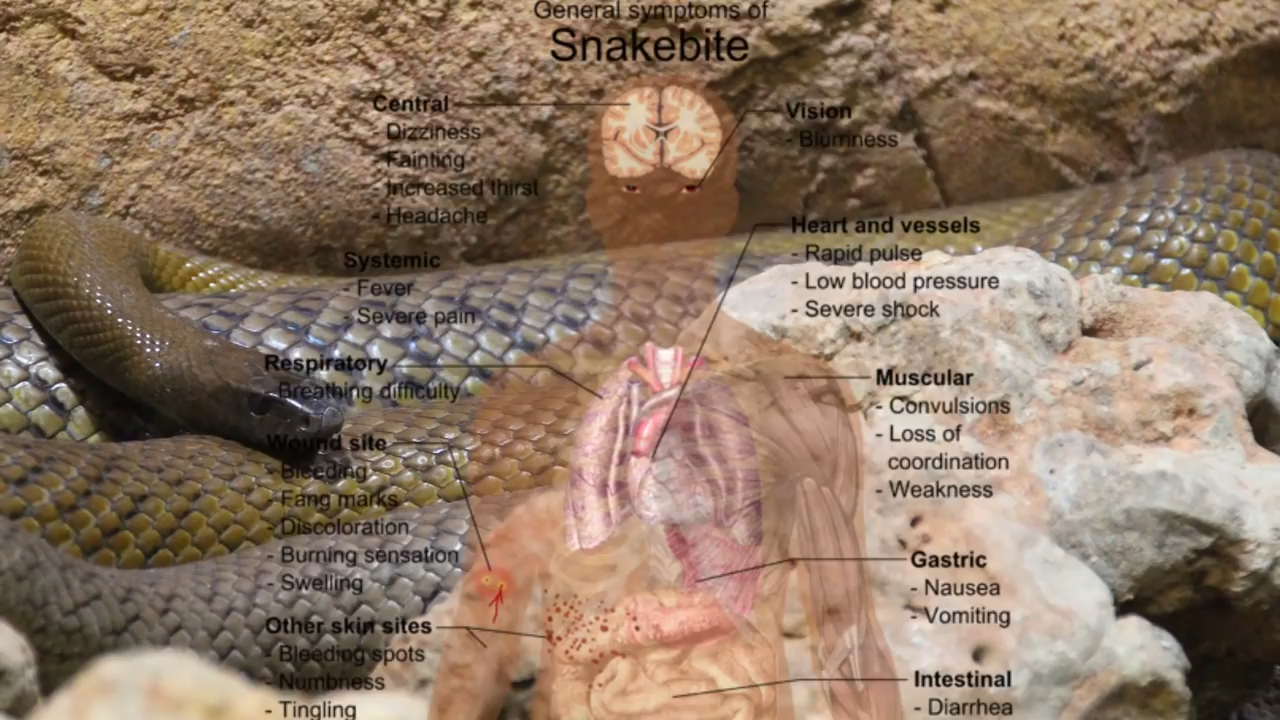 General symptoms of
Snakebite
Central
- Dizziness
- Fainting
- Increased thirst
- Headache
Vision
- Blurriness
Systemic
- Fever
- Severe pain
Heart and vessels
- Rapid pulse
- Low blood pressure
- Severe shock
Respiratory
- Breathing difficulty
Muscular
- Convulsions
- Loss of
coordination
- Weakness
Wound site
- Bleeding
- Fang marks
- Discoloration
- Burning sensation
- Swelling
Gastric
- Nausea
- Vomiting
Other skin sites
- Bleeding spots
- Numbness
- Tingling
Intestinal
- Diarrhea